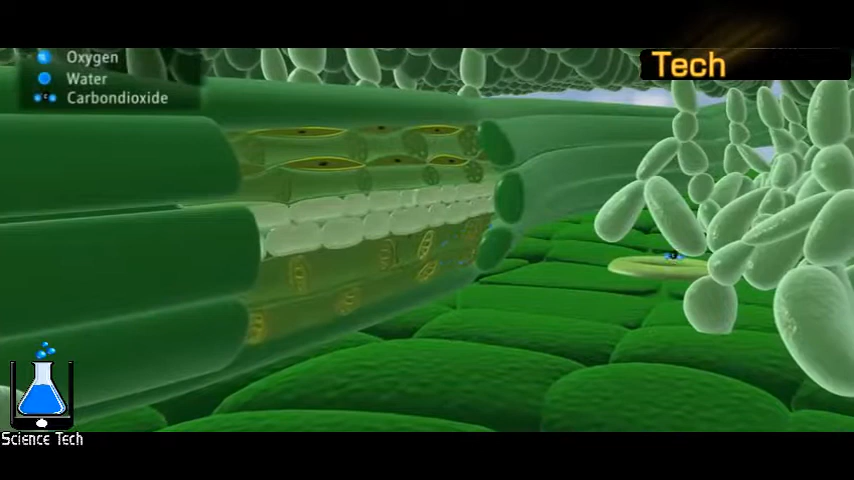 Oxygen
Water
Carbondioxide
Tech
Science Tech